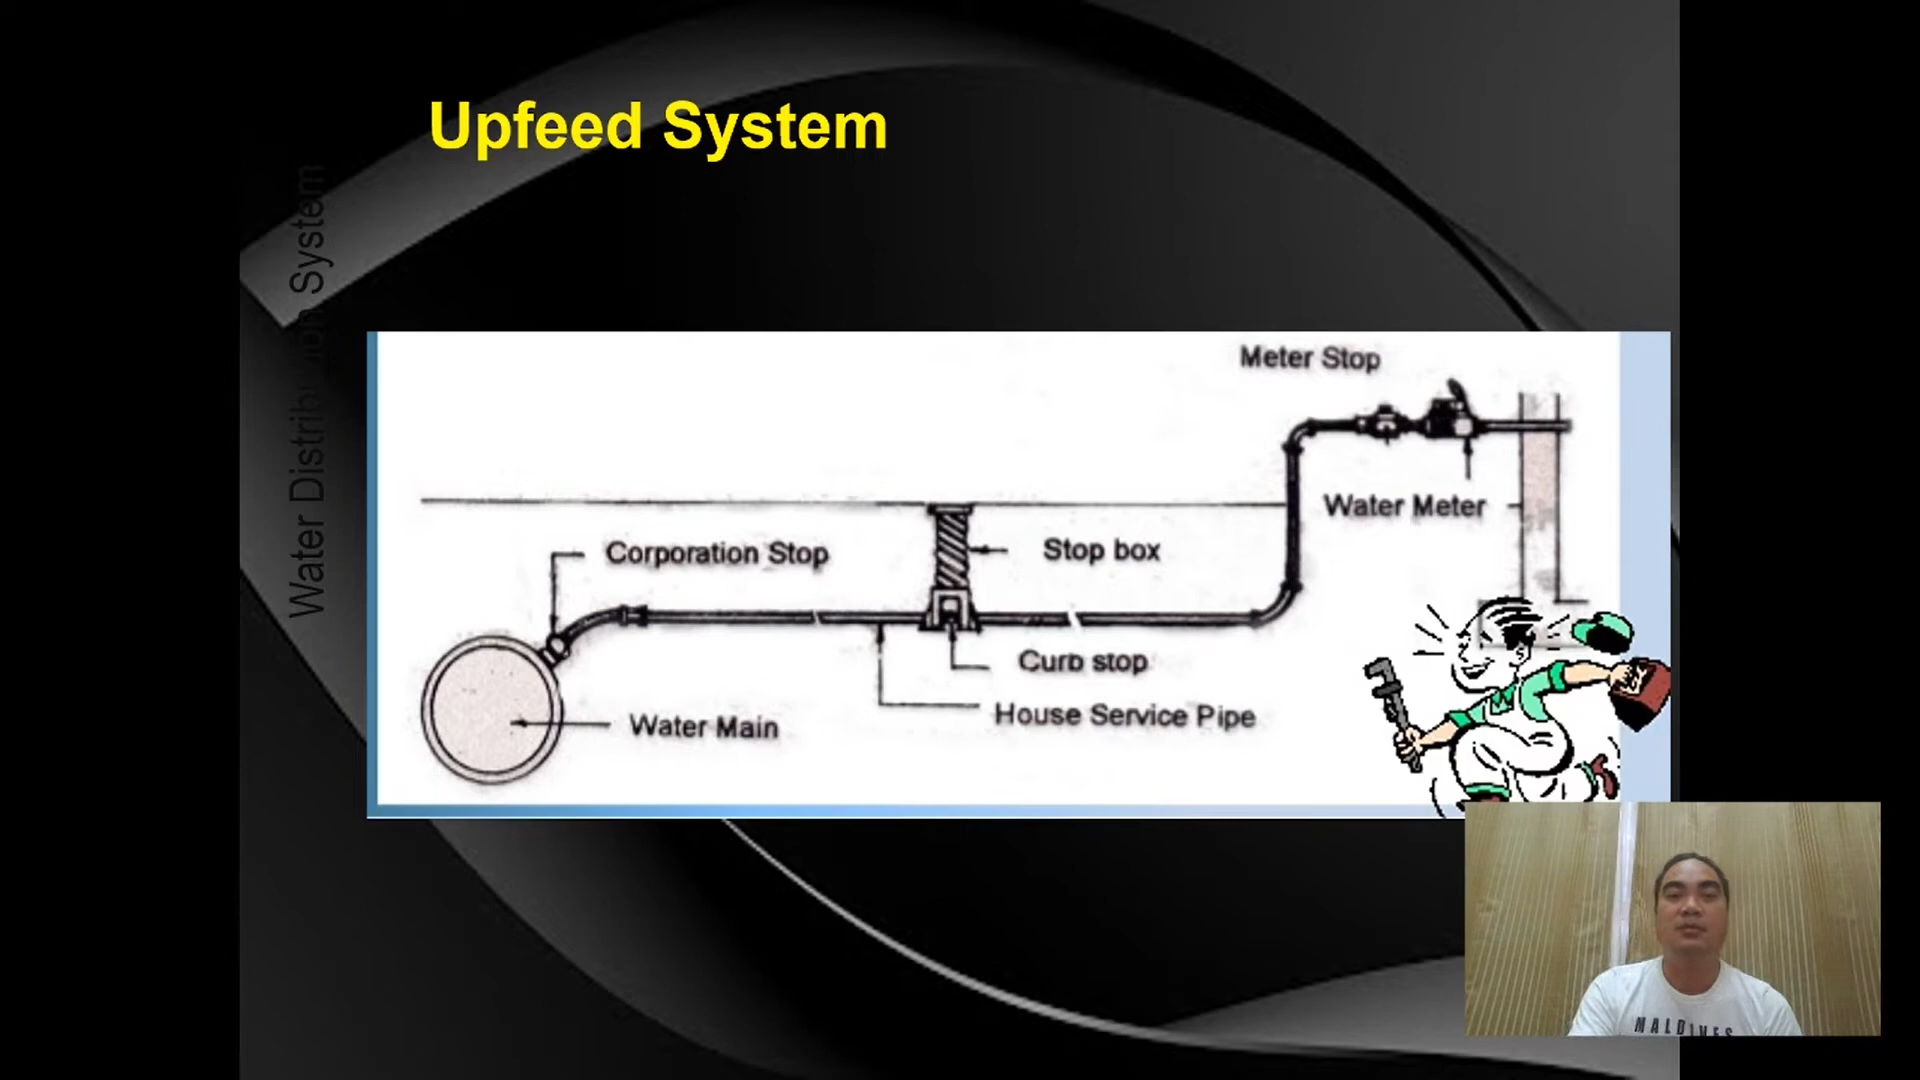 Upfeed System
Water Distribution System
Meter Stop
Water Meter
Corporation Stop
Stop box
Curb stop
House Service Pipe
Water Main
MALDIVES